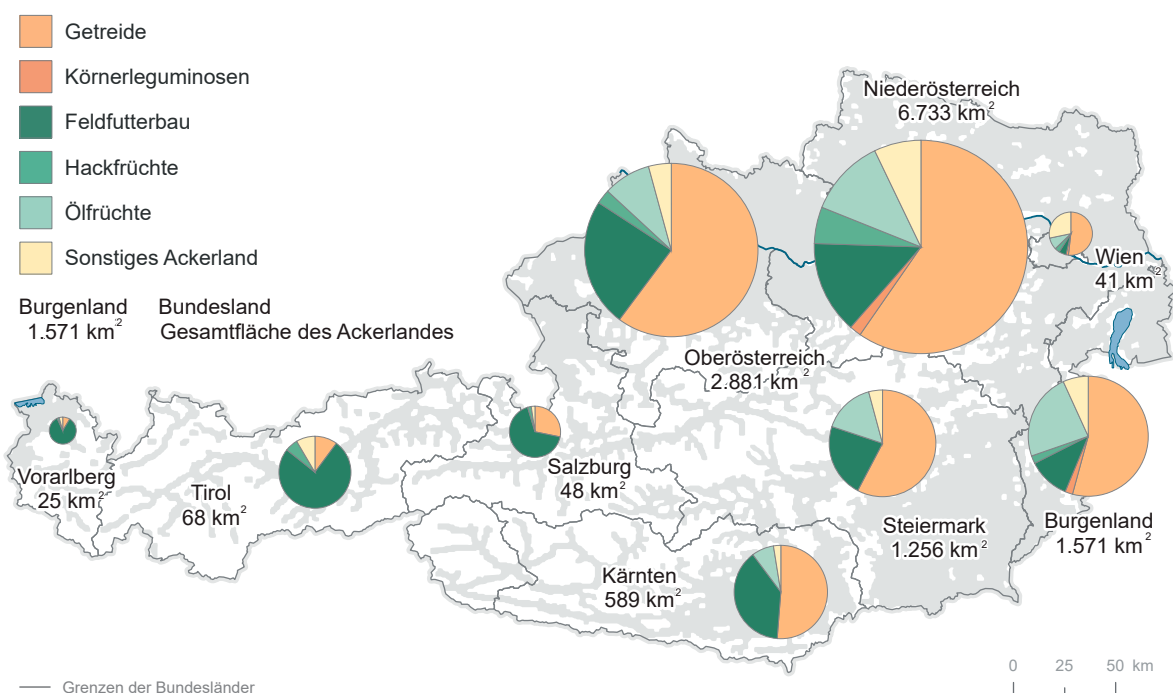 Getreide
Körnerleguminosen
Feldfutterbau
Hackfrüchte
Ölfrüchte
Sonstiges Ackerland
Burgenland Bundesland
1.571 km² Gesamtfläche des Ackerlandes
Niederösterreich
6.733 km²
Wien
41 km²
Oberösterreich
2.881 km²
Vorarlberg
25 km²
Tirol
68 km²
Salzburg
48 km²
Steiermark
1.256 km²
Burgenland
1.571 km²
Kärnten
589 km²
Grenzen der Bundesländer
0 25 50 km